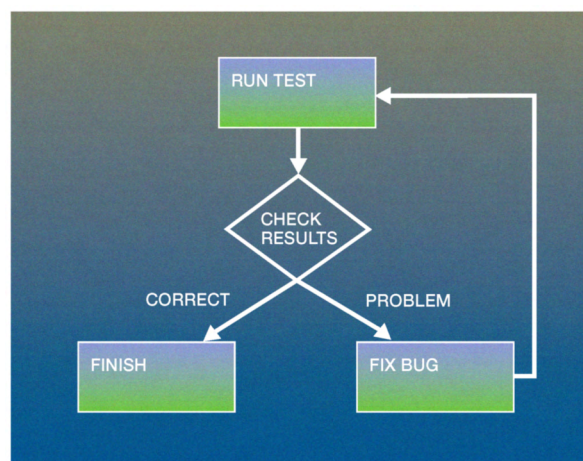 RUN TEST
CHECK
RESULTS
CORRECT
PROBLEM
FINISH
FIX BUG